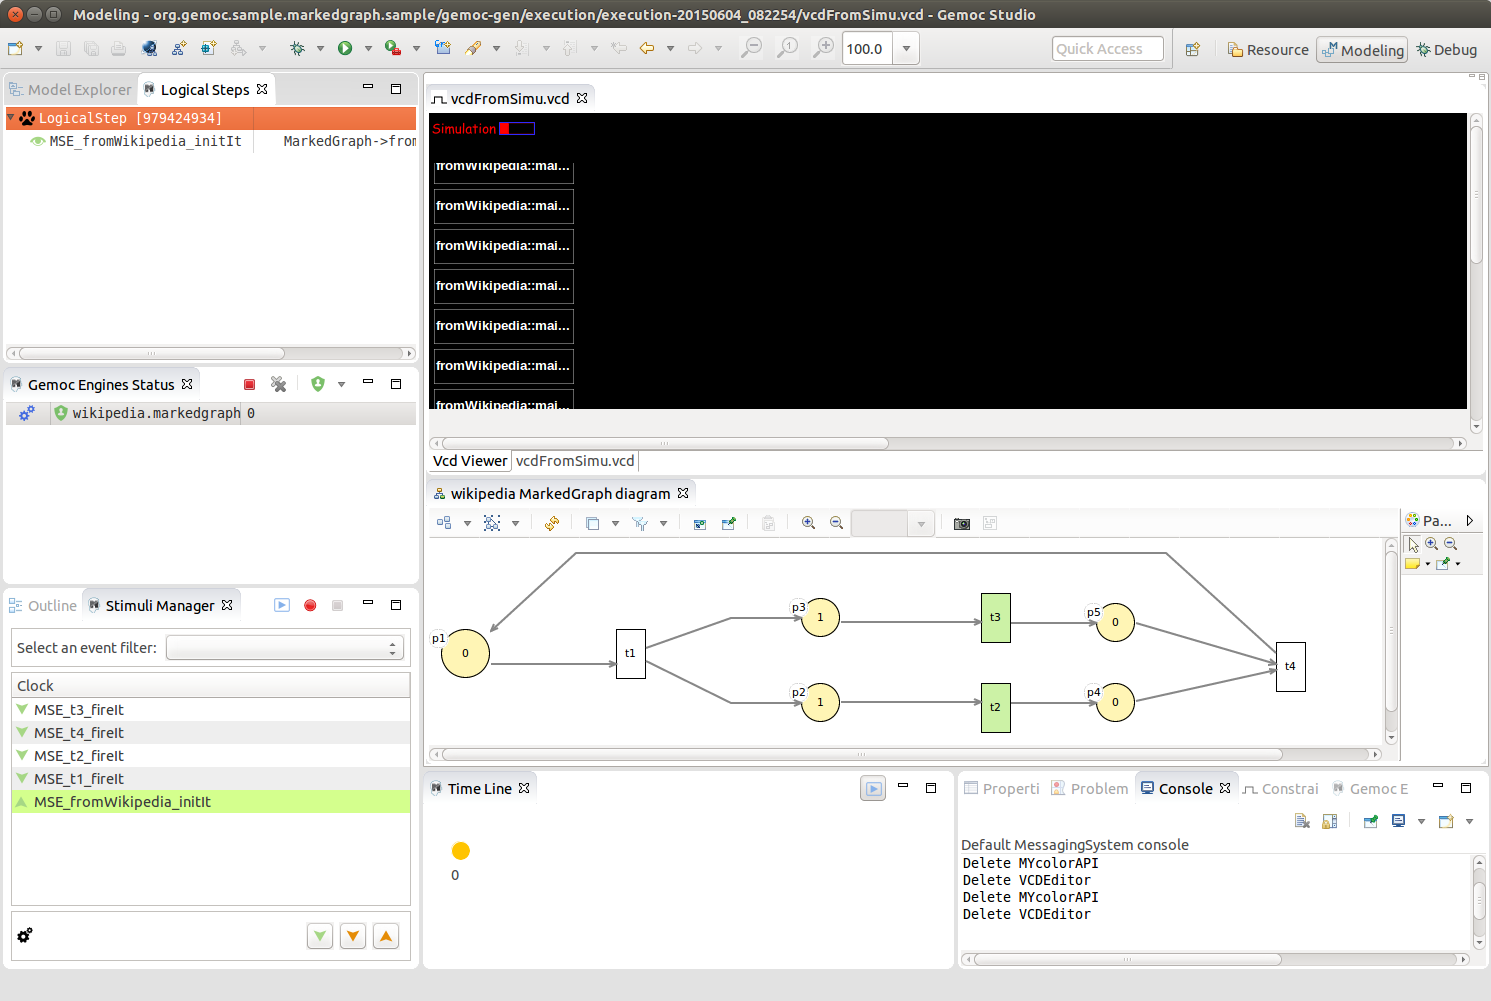 Modeling - org.gemoc.sample.markedgraph.sample/gemoc-gen/execution/execution-20150604_082254/vcdFromSimu.vcd - Gemoc Studio
100.0
Quick Access
Resource
Modeling
Debug
Model Explorer
Logical Steps
LogicalStep [979424934]
MSE_fromWikipedia_initIt MarkedGraph->fron
vcdFromSimu.vcd
Simulation
fromWikipedia::mai...
fromWikipedia::mai...
fromWikipedia::mai...
fromWikipedia::mai...
fromWikipedia::mai...
fromWikipedia::mai...
fromWikipedia::mai...
Vcd Viewer
vcdFromSimu.vcd
Gemoc Engines Status
wikipedia.markedgraph 0
wikipedia MarkedGraph diagram
Pa...
p1
0
t1
p3
1
p2
1
t3
t2
p5
0
p4
0
t4
Outline
Stimuli Manager
Select an event filter:
Clock
MSE_t3_fireIt
MSE_t4_fireIt
MSE_t2_fireIt
MSE_t1_fireIt
MSE_fromWikipedia_initIt
Time Line
0
Properti
Problem
Console
Constrai
Gemoc E
Default MessagingSystem console
Delete MYcolorAPI
Delete VCDEditor
Delete MYcolorAPI
Delete VCDEditor